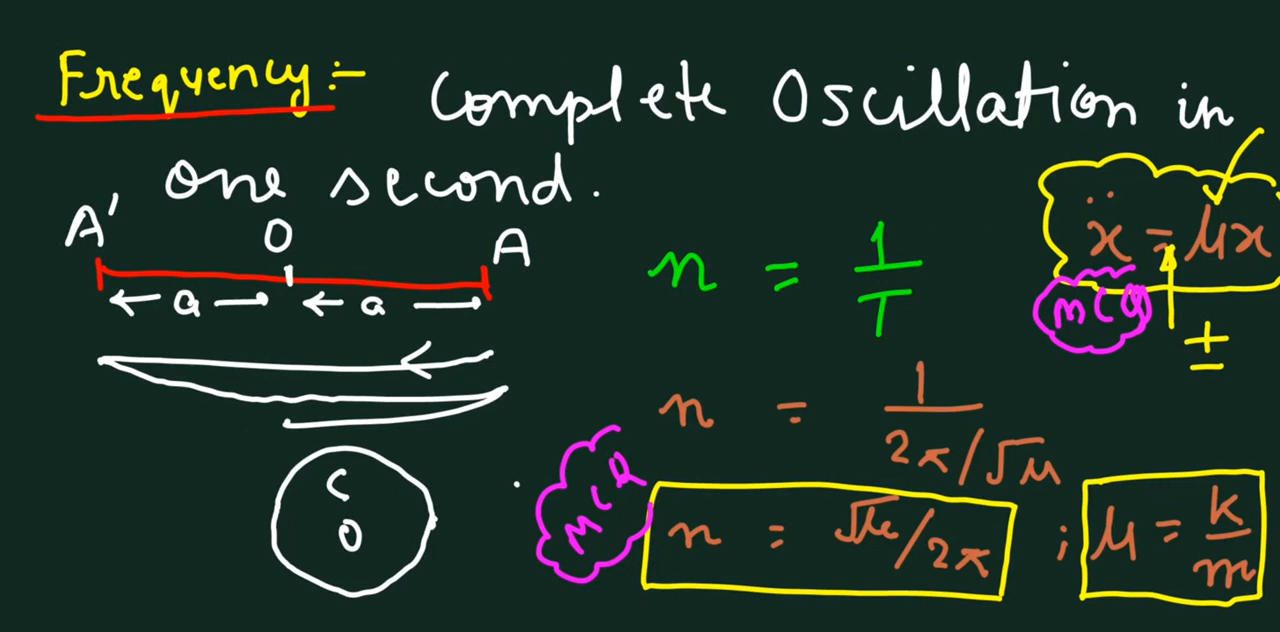 Frequency :-
Complete Oscillation in
one second.
A' O A
← a → ← a →
n = 1/T
ẍ = μx
MCQ
±
n = 1/2π/√μ
MCQ
n = √μ/2π ; μ = k/m
C
O